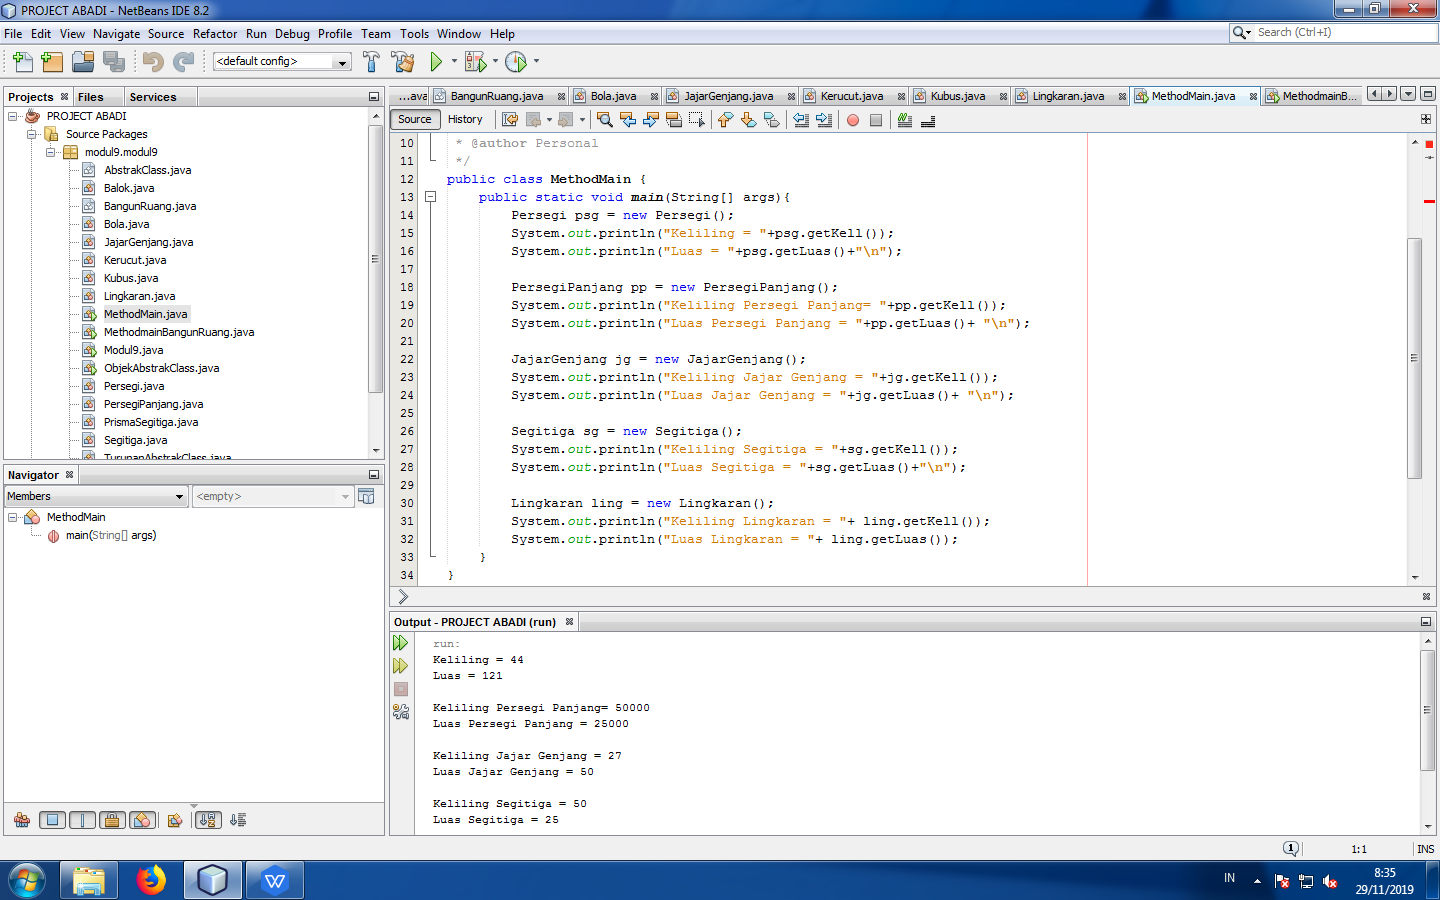 PROJECT ABADI - NetBeans IDE 8.2
File Edit View Navigate Source Refactor Run Debug Profile Team Tools Window Help
Search (Ctrl+I)
<default config>
Projects Files Services
PROJECT ABADI
Source Packages
modul9.modul9
AbstrakClass.java
Balok.java
BangunRuang.java
Bola.java
JajarGenjang.java
Kerucut.java
Kubus.java
Lingkaran.java
MethodMain.java
MethodmainBangunRuang.java
Modul9.java
ObjekAbstrakClass.java
Persegi.java
PersegiPanjang.java
PrismaSegitiga.java
Segitiga.java
TurunanAbstrakClass.java
Navigator
Members
<empty>
MethodMain
main(String[] args)
...ava BangunRuang.java Bola.java JajarGenjang.java Kerucut.java Kubus.java Lingkaran.java MethodMain.java MethodmainB...
Source History
10 * @author Personal
11 */
12 public class MethodMain {
13 public static void main(String[] args){
14 Persegi psg = new Persegi();
15 System.out.println("Keliling = "+psg.getKell());
16 System.out.println("Luas = "+psg.getLuas()+"\n");
17
18 PersegiPanjang pp = new PersegiPanjang();
19 System.out.println("Keliling Persegi Panjang= "+pp.getKell());
20 System.out.println("Luas Persegi Panjang = "+pp.getLuas()+ "\n");
21
22 JajarGenjang jg = new JajarGenjang();
23 System.out.println("Keliling Jajar Genjang = "+jg.getKell());
24 System.out.println("Luas Jajar Genjang = "+jg.getLuas()+ "\n");
25
26 Segitiga sg = new Segitiga();
27 System.out.println("Keliling Segitiga = "+sg.getKell());
28 System.out.println("Luas Segitiga = "+sg.getLuas()+"\n");
29
30 Lingkaran ling = new Lingkaran();
31 System.out.println("Keliling Lingkaran = "+ ling.getKell());
32 System.out.println("Luas Lingkaran = "+ ling.getLuas());
33 }
34 }
Output - PROJECT ABADI (run)
run:
Keliling = 44
Luas = 121
Keliling Persegi Panjang= 50000
Luas Persegi Panjang = 25000
Keliling Jajar Genjang = 27
Luas Jajar Genjang = 50
Keliling Segitiga = 50
Luas Segitiga = 25
1 1:1 INS
IN
8:35
29/11/2019